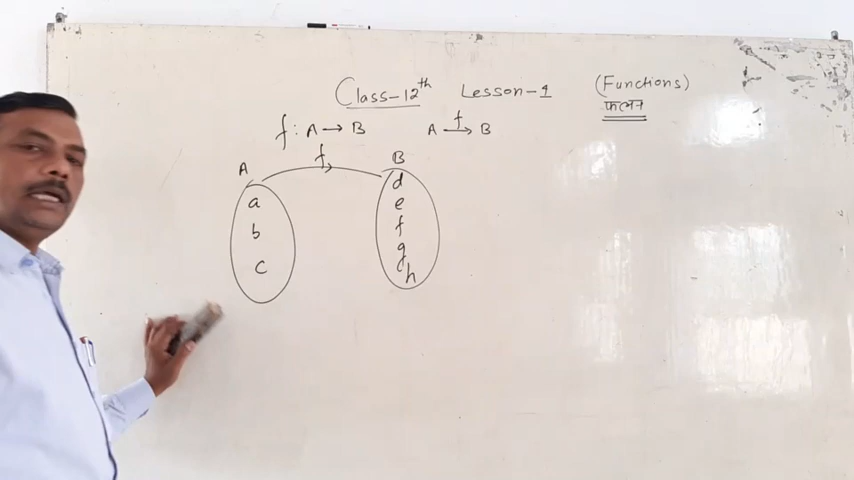 Class-12th Lesson-1 (Functions)
फलन
f: A → B A →f B
f
A B
a d
b e
c f
g
h